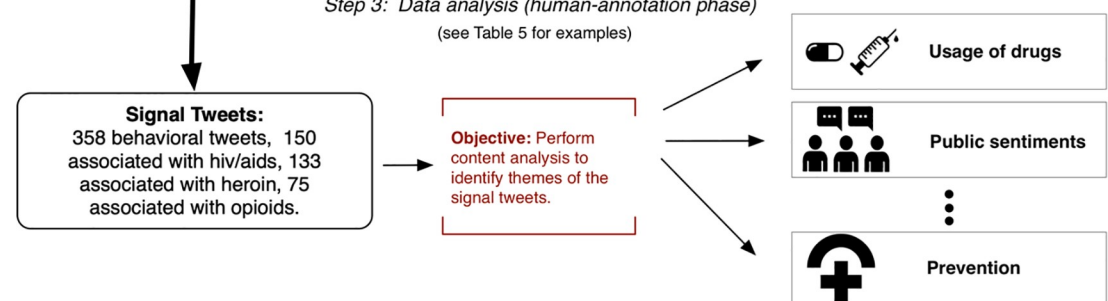 Step 3: Data analysis (human-annotation phase)
(see Table 5 for examples)
Signal Tweets:
358 behavioral tweets, 150
associated with hiv/aids, 133
associated with heroin, 75
associated with opioids.
Objective: Perform
content analysis to
identify themes of the
signal tweets.
Usage of drugs
Public sentiments
Prevention